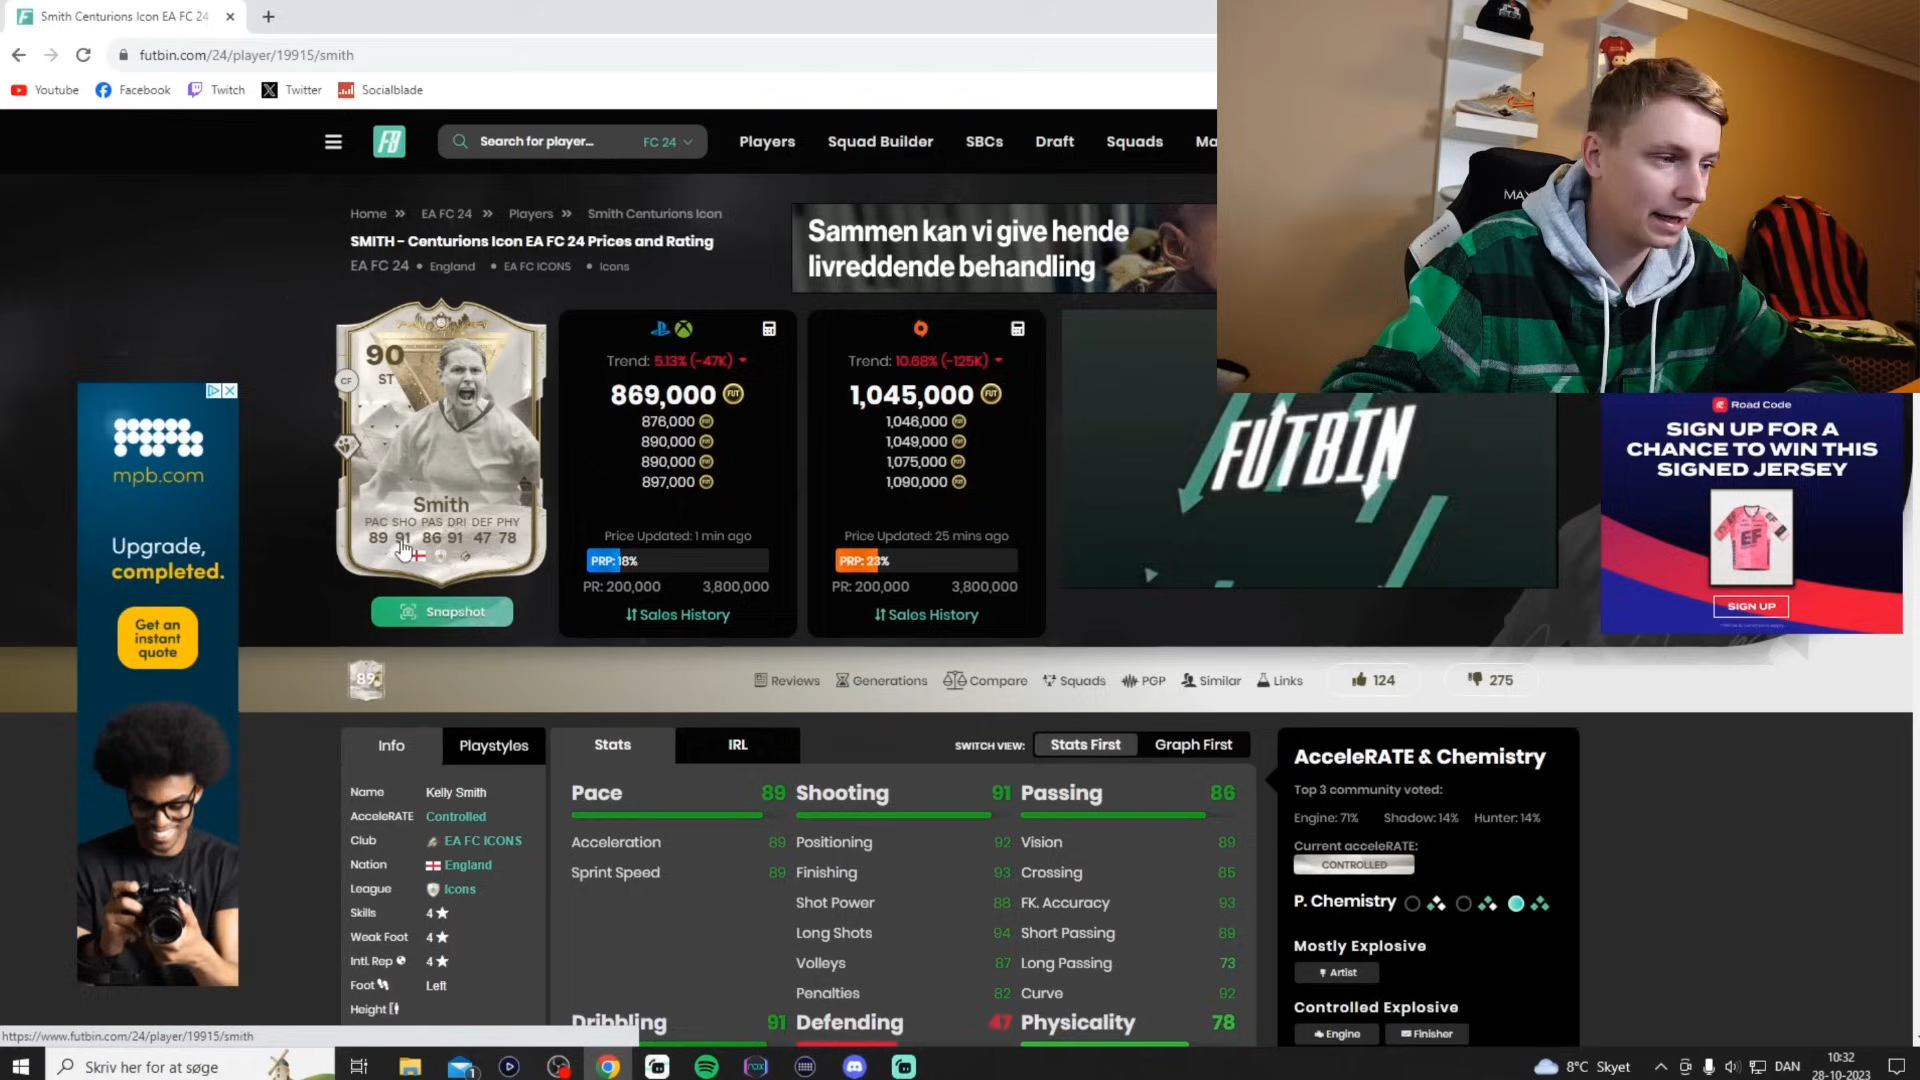 Smith Centurions Icon EA FC 24
futbin.com/24/player/19915/smith
Youtube
Facebook
Twitch
Twitter
Socialblade
FB
Search for player...
FC 24
Players
Squad Builder
SBCs
Draft
Squads
Ma
Home » EA FC 24 » Players » Smith Centurions Icon
SMITH - Centurions Icon EA FC 24 Prices and Rating
EA FC 24 • England • EA FC ICONS • Icons
Sammen kan vi give hende
livreddende behandling
90
ST
CF
Smith
PAC SHO PAS DRI DEF PHY
89 91 86 91 47 78
Snapshot
Trend: 5.13% (-47K)
869,000
876,000
890,000
890,000
897,000
Price Updated: 1 min ago
PRP: 18%
PR: 200,000 3,800,000
Sales History
Trend: 10.68% (-125K)
1,045,000
1,046,000
1,049,000
1,075,000
1,090,000
Price Updated: 25 mins ago
PRP: 23%
PR: 200,000 3,800,000
Sales History
FUTBIN
Road Code
SIGN UP FOR A
CHANCE TO WIN THIS
SIGNED JERSEY
EF
SIGN UP
mpb.com
Upgrade,
completed.
Get an
instant
quote
89
Reviews
Generations
Compare
Squads
PGP
Similar
Links
124
275
Info
Playstyles
Name Kelly Smith
AcceleRATE Controlled
Club EA FC ICONS
Nation England
League Icons
Skills 4
Weak Foot 4
Intl. Rep 4
Foot Left
Height
Stats
IRL
SWITCH VIEW:
Stats First
Graph First
Pace 89
Acceleration 89
Sprint Speed 89
Shooting 91
Positioning 92
Finishing 93
Shot Power 88
Long Shots 94
Volleys 87
Penalties 82
Passing 86
Vision 89
Crossing 85
FK. Accuracy 93
Short Passing 89
Long Passing 73
Curve 92
Dribbling 91
Defending 47
Physicality 78
AcceleRATE & Chemistry
Top 3 community voted:
Engine: 71% Shadow: 14% Hunter: 14%
Current acceleRATE:
CONTROLLED
P. Chemistry
Mostly Explosive
Artist
Controlled Explosive
Engine
Finisher
https://www.futbin.com/24/player/19915/smith
Skriv her for at søge
8°C Skyet
DAN
10:32
28-10-2023